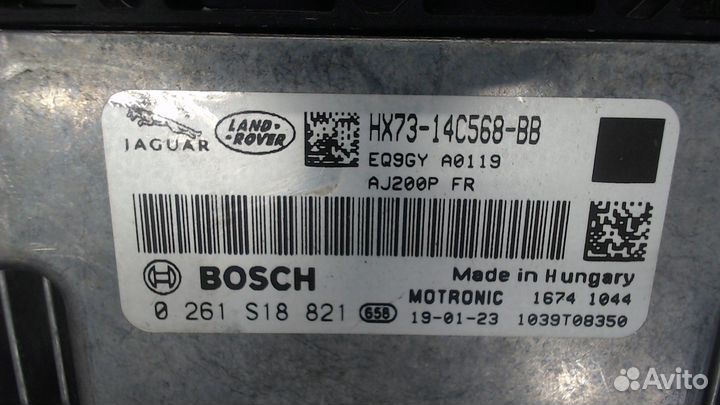 JAGUAR
LAND-
ROVER
HX73-14C568-BB
EQ9GY A0119
AJ200P FR
BOSCH
Made in Hungary
0 261 S18 821 658
MOTRONIC 1674 1044
19-01-23 1039T08350
Avito